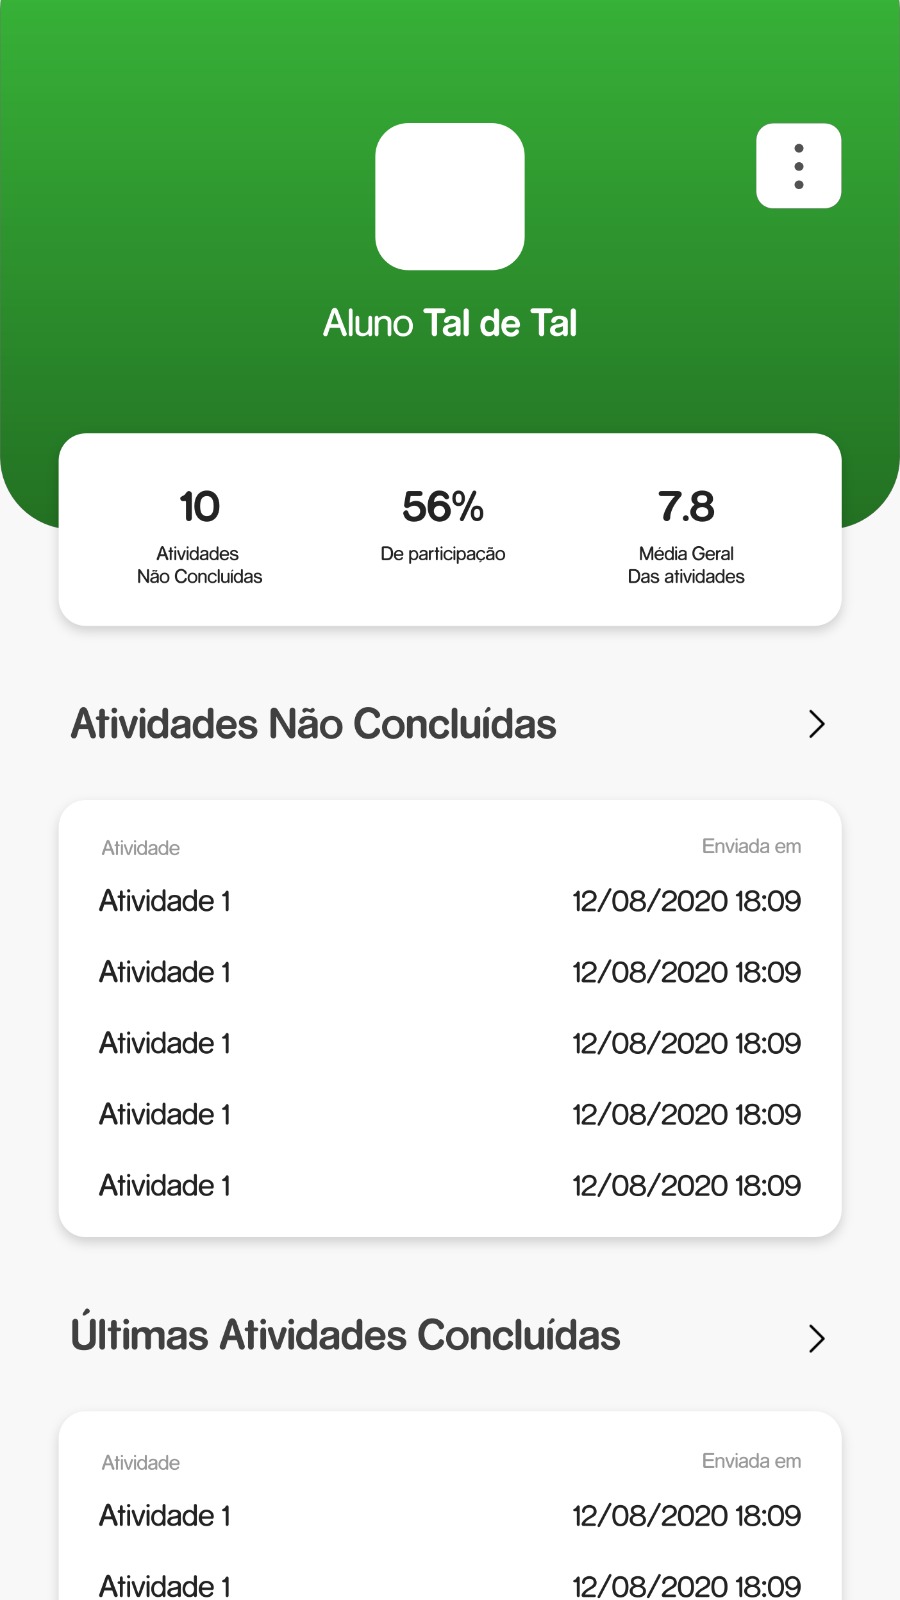 Aluno Tal de Tal
10
Atividades
Não Concluídas
56%
De participação
7.8
Média Geral
Das atividades
Atividades Não Concluídas
Atividade Enviada em
Atividade 1 12/08/2020 18:09
Atividade 1 12/08/2020 18:09
Atividade 1 12/08/2020 18:09
Atividade 1 12/08/2020 18:09
Atividade 1 12/08/2020 18:09
Últimas Atividades Concluídas
Atividade Enviada em
Atividade 1 12/08/2020 18:09
Atividade 1 12/08/2020 18:09